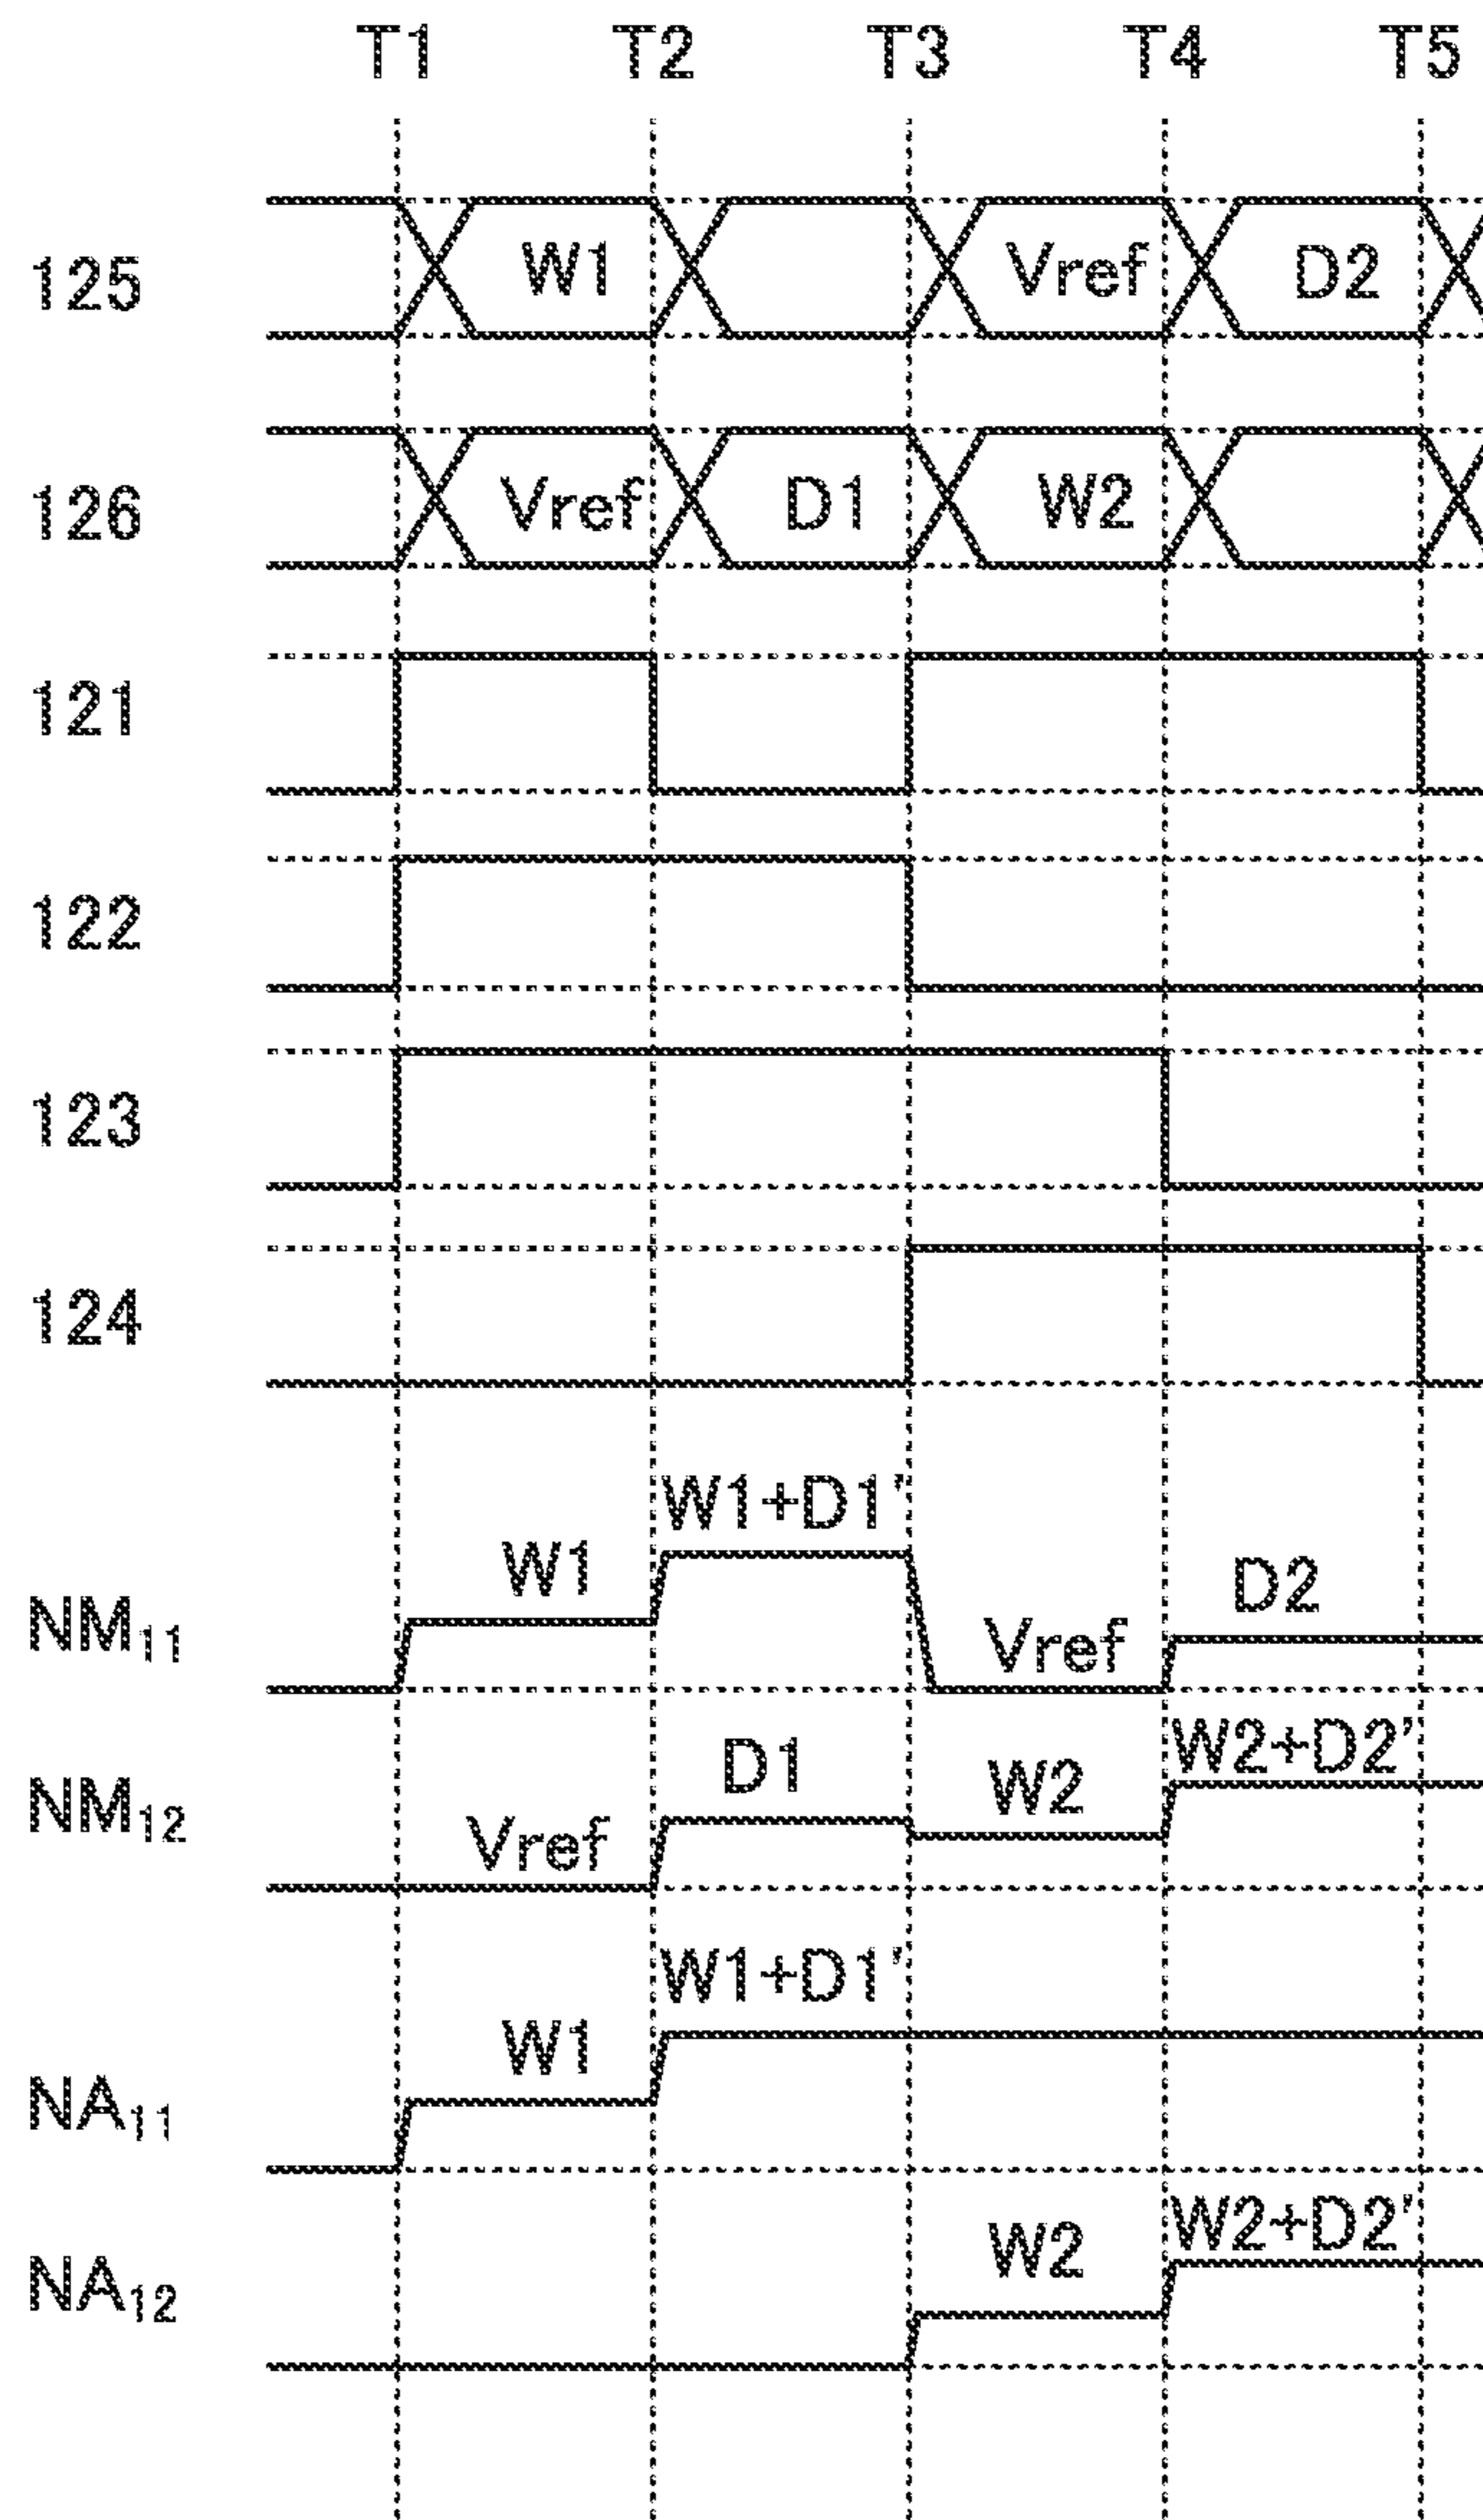 T1 T2 T3 T4 T5
125 W1 Vref D2
126 Vref D1 W2
121
122
123
124
NM11 W1 W1+D1' Vref D2
NM12 Vref D1 W2 W2+D2'
NA11 W1 W1+D1'
NA12 W2 W2+D2'